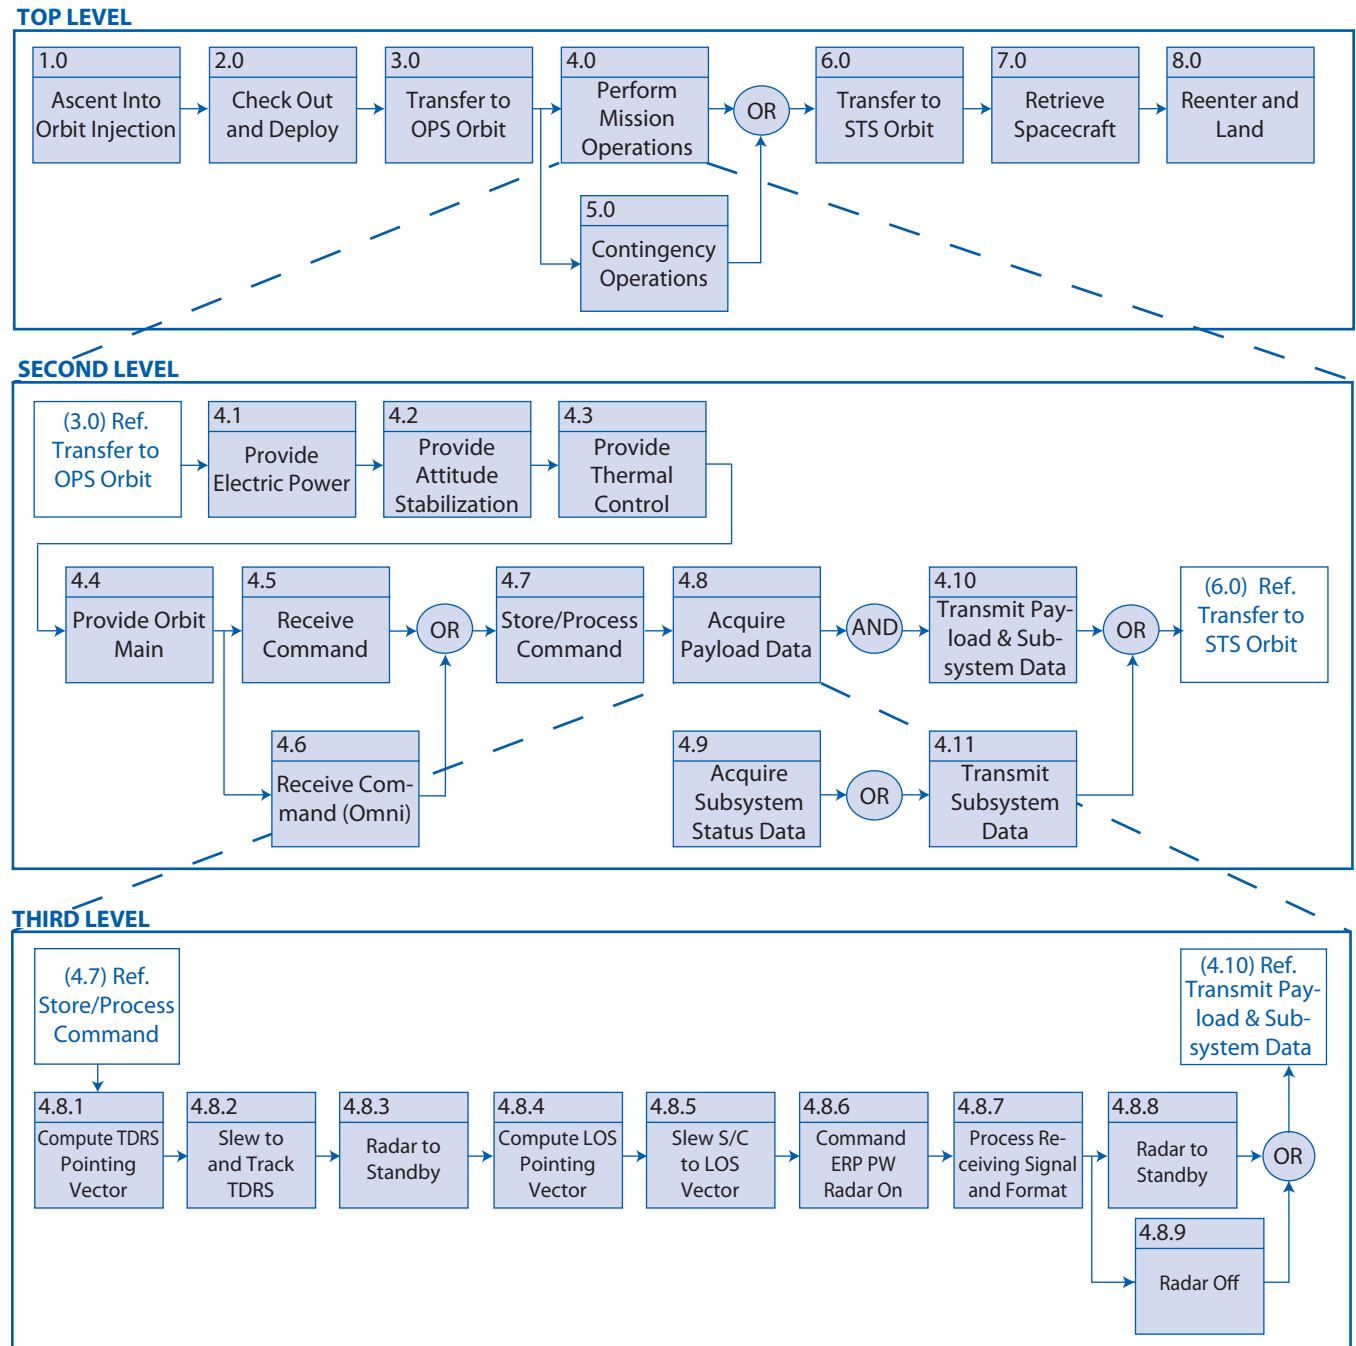 TOP LEVEL
1.0
Ascent Into
Orbit Injection
2.0
Check Out
and Deploy
3.0
Transfer to
OPS Orbit
4.0
Perform
Mission
Operations
OR
6.0
Transfer to
STS Orbit
7.0
Retrieve
Spacecraft
8.0
Reenter and
Land
5.0
Contingency
Operations
SECOND LEVEL
(3.0) Ref.
Transfer to
OPS Orbit
4.1
Provide
Electric Power
4.2
Provide
Attitude
Stabilization
4.3
Provide
Thermal
Control
4.4
Provide Orbit
Main
4.5
Receive
Command
OR
4.7
Store/Process
Command
4.8
Acquire
Payload Data
AND
4.10
Transmit Pay-
load & Sub-
system Data
OR
(6.0) Ref.
Transfer to
STS Orbit
4.6
Receive Com-
mand (Omni)
4.9
Acquire
Subsystem
Status Data
OR
4.11
Transmit
Subsystem
Data
THIRD LEVEL
(4.7) Ref.
Store/Process
Command
(4.10) Ref.
Transmit Pay-
load & Sub-
system Data
4.8.1
Compute TDRS
Pointing
Vector
4.8.2
Slew to
and Track
TDRS
4.8.3
Radar to
Standby
4.8.4
Compute LOS
Pointing
Vector
4.8.5
Slew S/C
to LOS
Vector
4.8.6
Command
ERP PW
Radar On
4.8.7
Process Re-
ceiving Signal
and Format
4.8.8
Radar to
Standby
OR
4.8.9
Radar Off